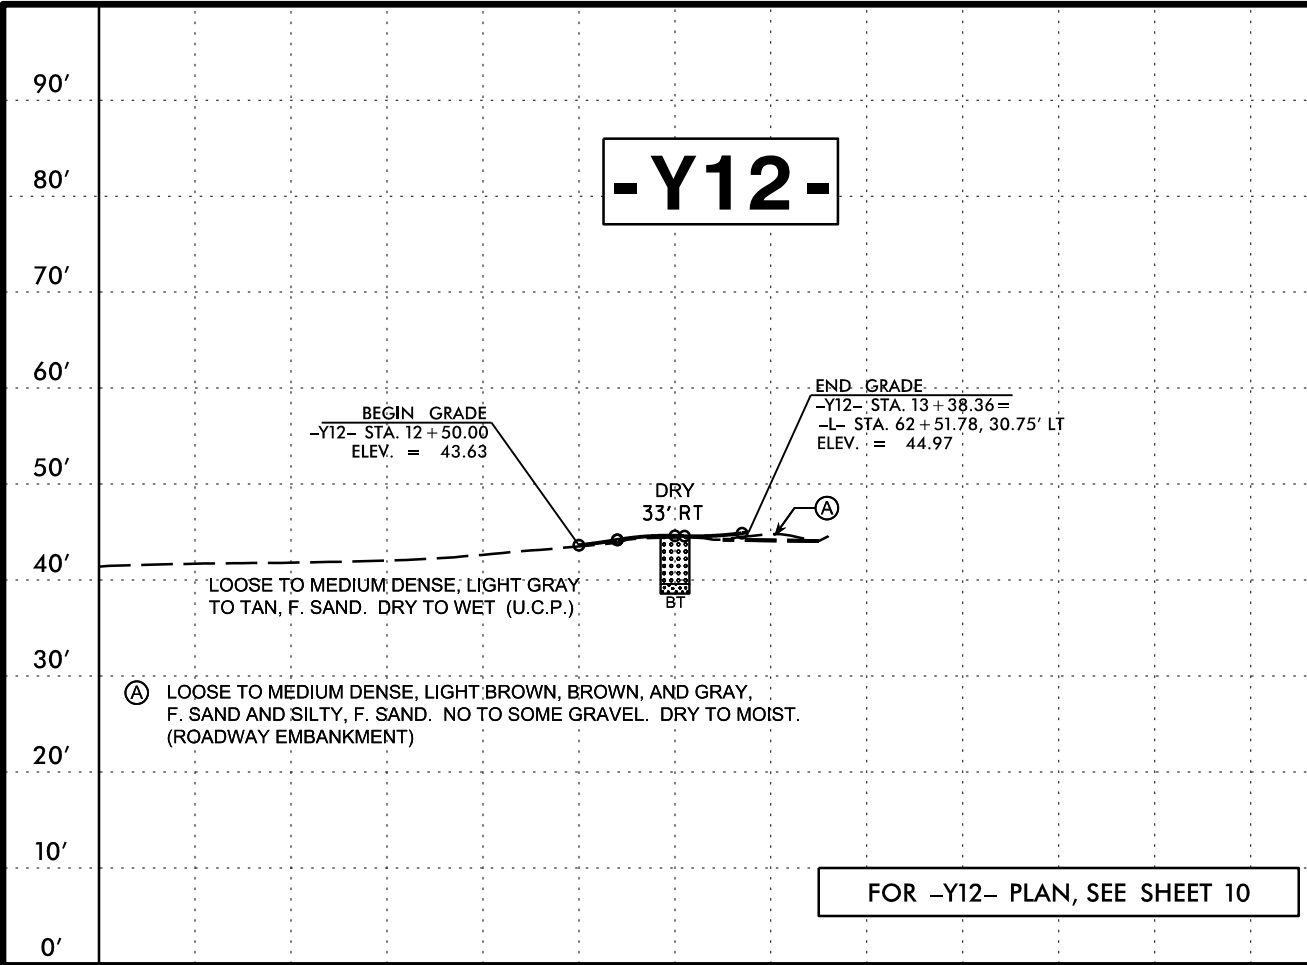 90'
80'
70'
60'
50'
40'
30'
20'
10'
0'
-Y12-
BEGIN GRADE
-Y12- STA. 12+50.00
ELEV. = 43.63
END GRADE
-Y12- STA. 13+38.36=
-L- STA. 62+51.78, 30.75' LT
ELEV. = 44.97
DRY
33' RT
A
BT
LOOSE TO MEDIUM DENSE, LIGHT GRAY
TO TAN, F. SAND. DRY TO WET (U.C.P.)
A LOOSE TO MEDIUM DENSE, LIGHT BROWN, BROWN, AND GRAY,
F. SAND AND SILTY, F. SAND. NO TO SOME GRAVEL. DRY TO MOIST.
(ROADWAY EMBANKMENT)
FOR -Y12- PLAN, SEE SHEET 10